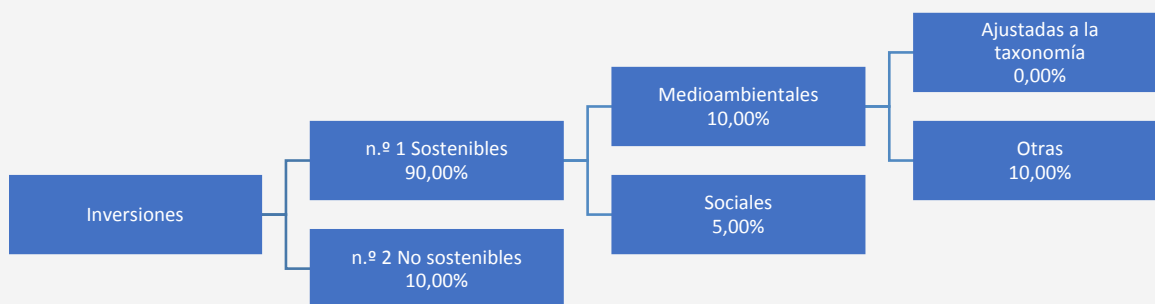 Inversiones
n.º 1 Sostenibles
90,00%
n.º 2 No sostenibles
10,00%
Medioambientales
10,00%
Sociales
5,00%
Ajustadas a la
taxonomía
0,00%
Otras
10,00%